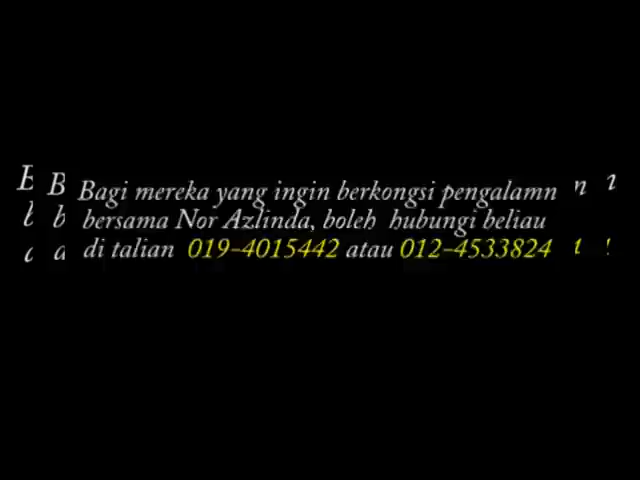 Bagi mereka yang ingin berkongsi pengalamn
bersama Nor Azlinda, boleh hubungi beliau
di talian 019-4015442 atau 012-4533824